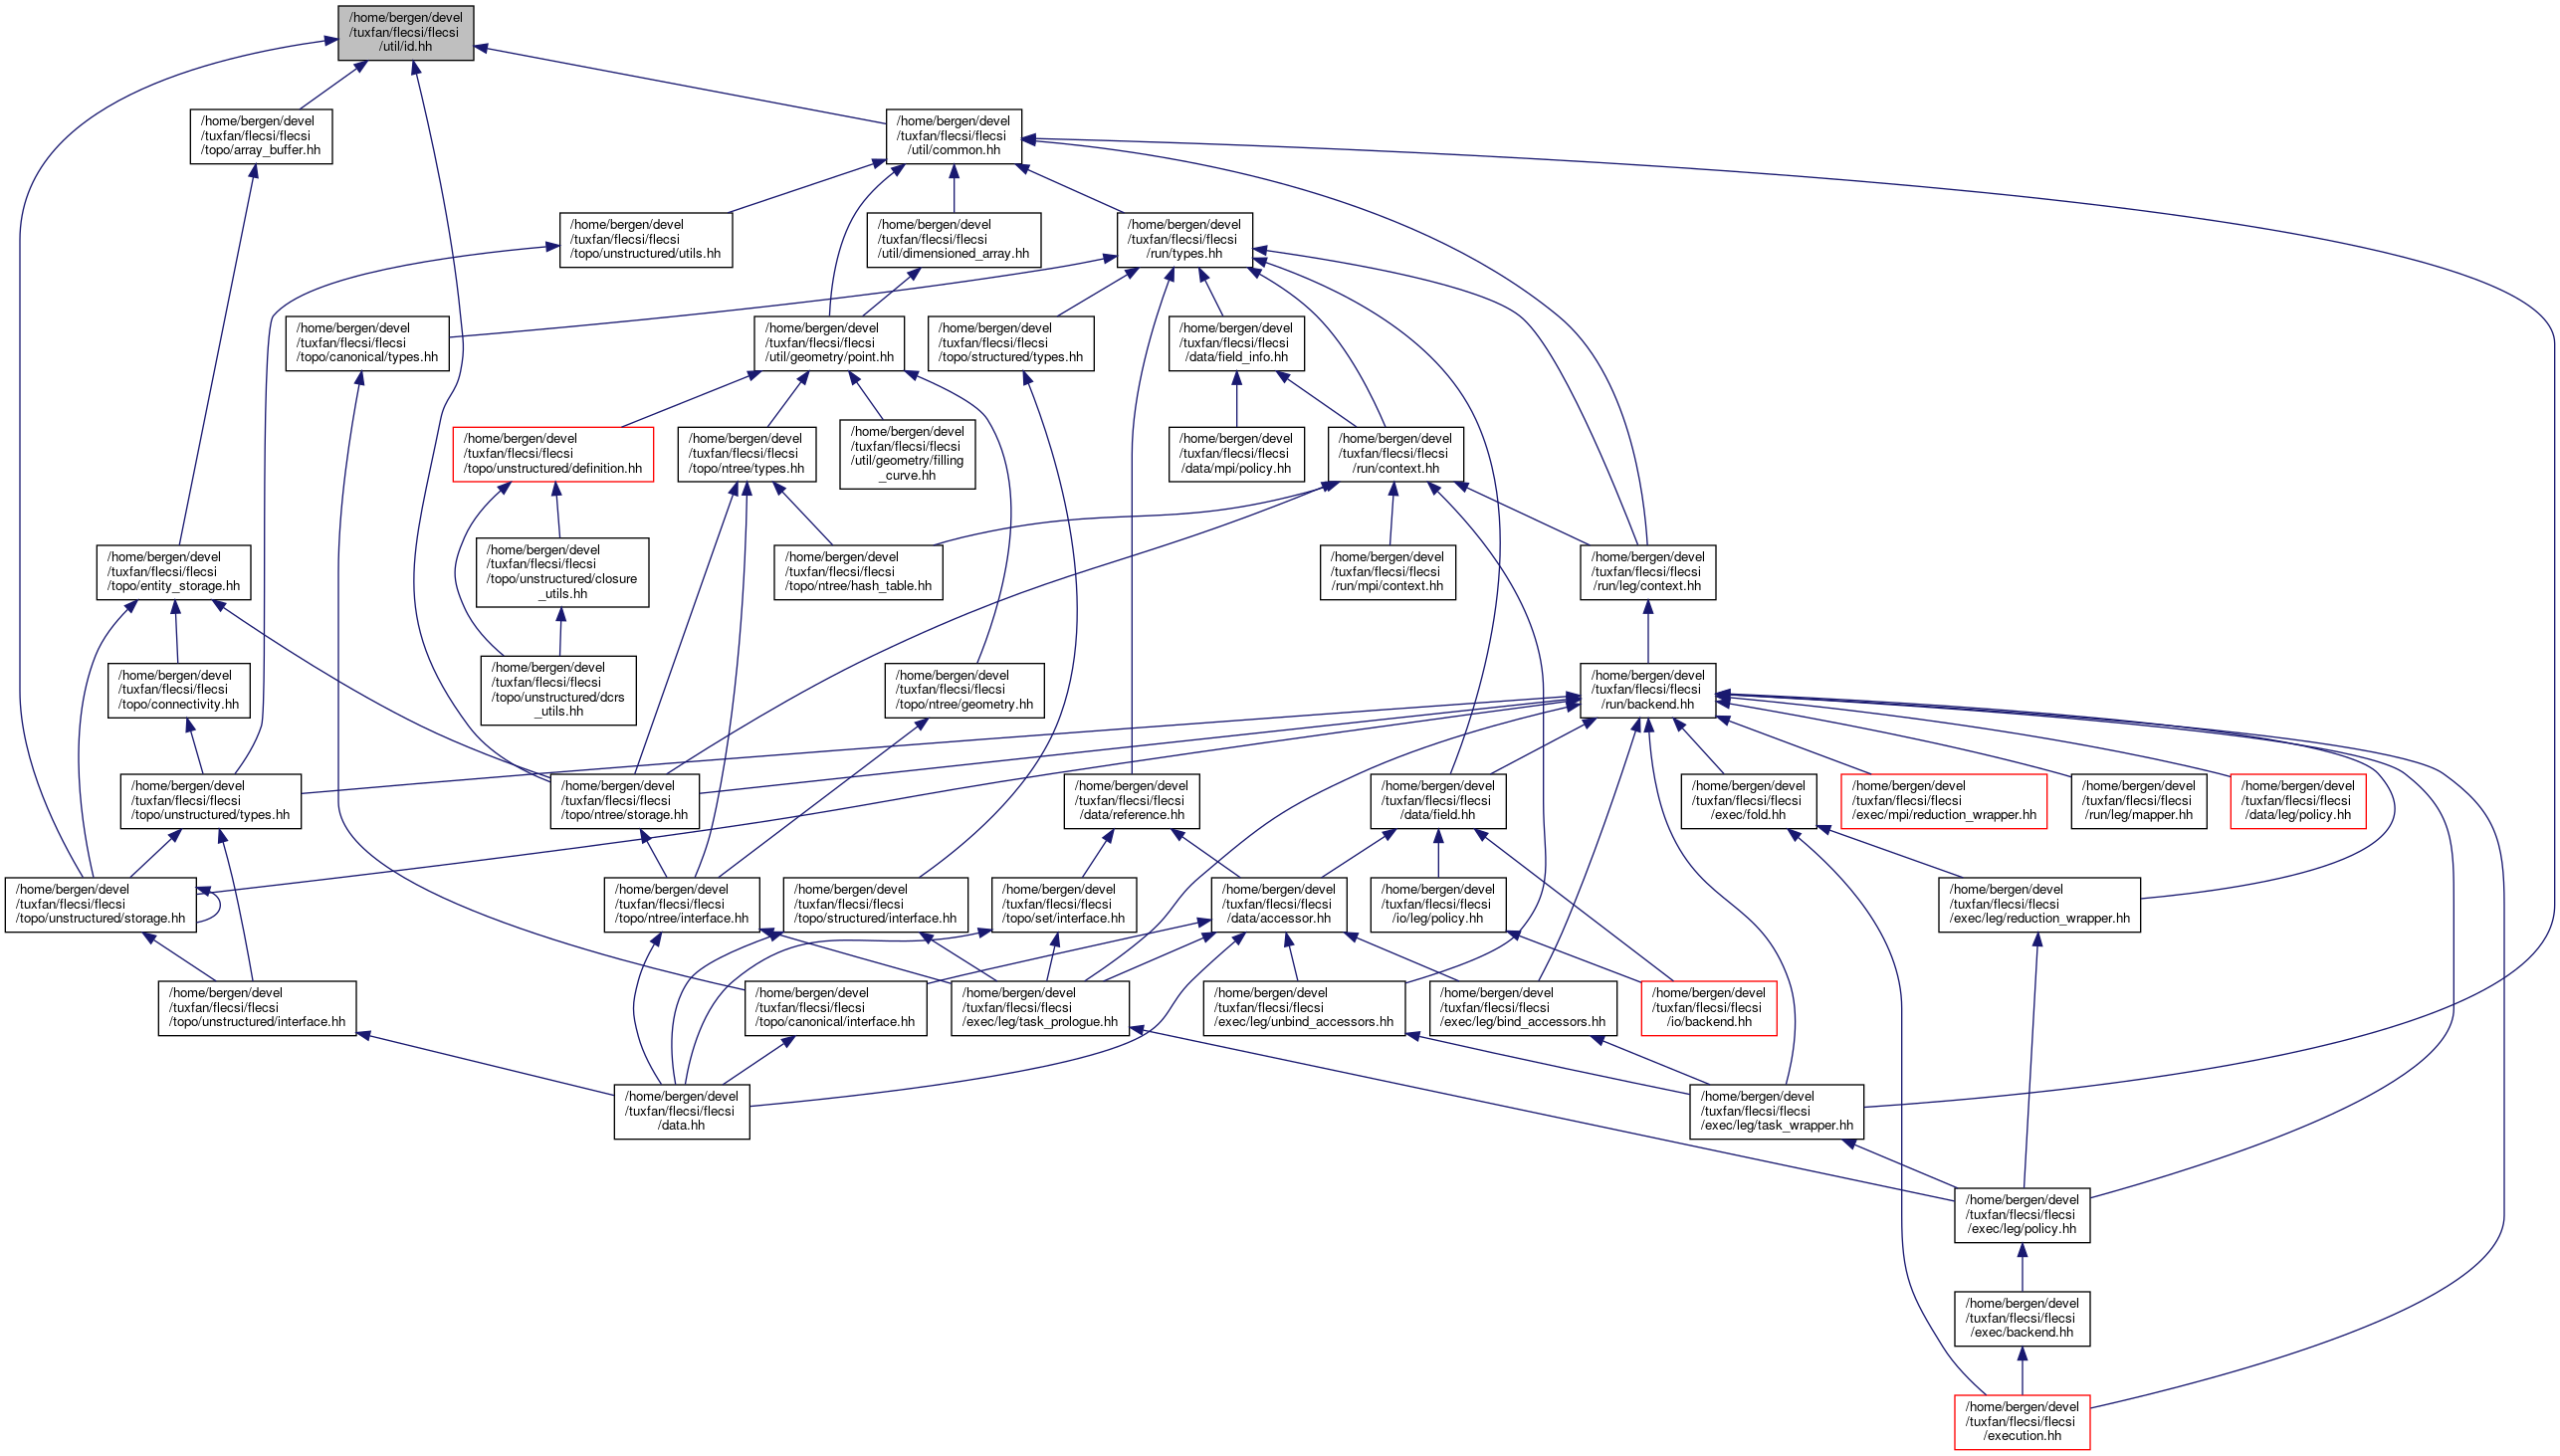 /home/bergen/devel
/tuxfan/flecsi/flecsi
/util/id.hh
/home/bergen/devel
/tuxfan/flecsi/flecsi
/topo/array_buffer.hh
/home/bergen/devel
/tuxfan/flecsi/flecsi
/util/common.hh
/home/bergen/devel
/tuxfan/flecsi/flecsi
/topo/unstructured/utils.hh
/home/bergen/devel
/tuxfan/flecsi/flecsi
/util/dimensioned_array.hh
/home/bergen/devel
/tuxfan/flecsi/flecsi
/run/types.hh
/home/bergen/devel
/tuxfan/flecsi/flecsi
/topo/canonical/types.hh
/home/bergen/devel
/tuxfan/flecsi/flecsi
/util/geometry/point.hh
/home/bergen/devel
/tuxfan/flecsi/flecsi
/topo/structured/types.hh
/home/bergen/devel
/tuxfan/flecsi/flecsi
/data/field_info.hh
/home/bergen/devel
/tuxfan/flecsi/flecsi
/topo/unstructured/definition.hh
/home/bergen/devel
/tuxfan/flecsi/flecsi
/topo/ntree/types.hh
/home/bergen/devel
/tuxfan/flecsi/flecsi
/util/geometry/filling
_curve.hh
/home/bergen/devel
/tuxfan/flecsi/flecsi
/data/mpi/policy.hh
/home/bergen/devel
/tuxfan/flecsi/flecsi
/run/context.hh
/home/bergen/devel
/tuxfan/flecsi/flecsi
/topo/entity_storage.hh
/home/bergen/devel
/tuxfan/flecsi/flecsi
/topo/unstructured/closure
_utils.hh
/home/bergen/devel
/tuxfan/flecsi/flecsi
/topo/ntree/hash_table.hh
/home/bergen/devel
/tuxfan/flecsi/flecsi
/run/mpi/context.hh
/home/bergen/devel
/tuxfan/flecsi/flecsi
/run/leg/context.hh
/home/bergen/devel
/tuxfan/flecsi/flecsi
/topo/connectivity.hh
/home/bergen/devel
/tuxfan/flecsi/flecsi
/topo/unstructured/dcrs
_utils.hh
/home/bergen/devel
/tuxfan/flecsi/flecsi
/topo/ntree/geometry.hh
/home/bergen/devel
/tuxfan/flecsi/flecsi
/run/backend.hh
/home/bergen/devel
/tuxfan/flecsi/flecsi
/topo/unstructured/types.hh
/home/bergen/devel
/tuxfan/flecsi/flecsi
/topo/ntree/storage.hh
/home/bergen/devel
/tuxfan/flecsi/flecsi
/data/reference.hh
/home/bergen/devel
/tuxfan/flecsi/flecsi
/data/field.hh
/home/bergen/devel
/tuxfan/flecsi/flecsi
/exec/fold.hh
/home/bergen/devel
/tuxfan/flecsi/flecsi
/exec/mpi/reduction_wrapper.hh
/home/bergen/devel
/tuxfan/flecsi/flecsi
/run/leg/mapper.hh
/home/bergen/devel
/tuxfan/flecsi/flecsi
/data/leg/policy.hh
/home/bergen/devel
/tuxfan/flecsi/flecsi
/topo/unstructured/storage.hh
/home/bergen/devel
/tuxfan/flecsi/flecsi
/topo/ntree/interface.hh
/home/bergen/devel
/tuxfan/flecsi/flecsi
/topo/structured/interface.hh
/home/bergen/devel
/tuxfan/flecsi/flecsi
/topo/set/interface.hh
/home/bergen/devel
/tuxfan/flecsi/flecsi
/data/accessor.hh
/home/bergen/devel
/tuxfan/flecsi/flecsi
/io/leg/policy.hh
/home/bergen/devel
/tuxfan/flecsi/flecsi
/exec/leg/reduction_wrapper.hh
/home/bergen/devel
/tuxfan/flecsi/flecsi
/topo/unstructured/interface.hh
/home/bergen/devel
/tuxfan/flecsi/flecsi
/topo/canonical/interface.hh
/home/bergen/devel
/tuxfan/flecsi/flecsi
/exec/leg/task_prologue.hh
/home/bergen/devel
/tuxfan/flecsi/flecsi
/exec/leg/unbind_accessors.hh
/home/bergen/devel
/tuxfan/flecsi/flecsi
/exec/leg/bind_accessors.hh
/home/bergen/devel
/tuxfan/flecsi/flecsi
/io/backend.hh
/home/bergen/devel
/tuxfan/flecsi/flecsi
/data.hh
/home/bergen/devel
/tuxfan/flecsi/flecsi
/exec/leg/task_wrapper.hh
/home/bergen/devel
/tuxfan/flecsi/flecsi
/exec/leg/policy.hh
/home/bergen/devel
/tuxfan/flecsi/flecsi
/exec/backend.hh
/home/bergen/devel
/tuxfan/flecsi/flecsi
/execution.hh